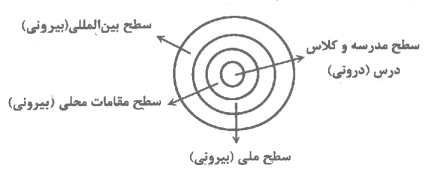 سطح بین‌المللی(بیرونی)
سطح مدرسه و کلاس
درس (درونی)
سطح مقامات محلی (بیرونی)
سطح ملی (بیرونی)